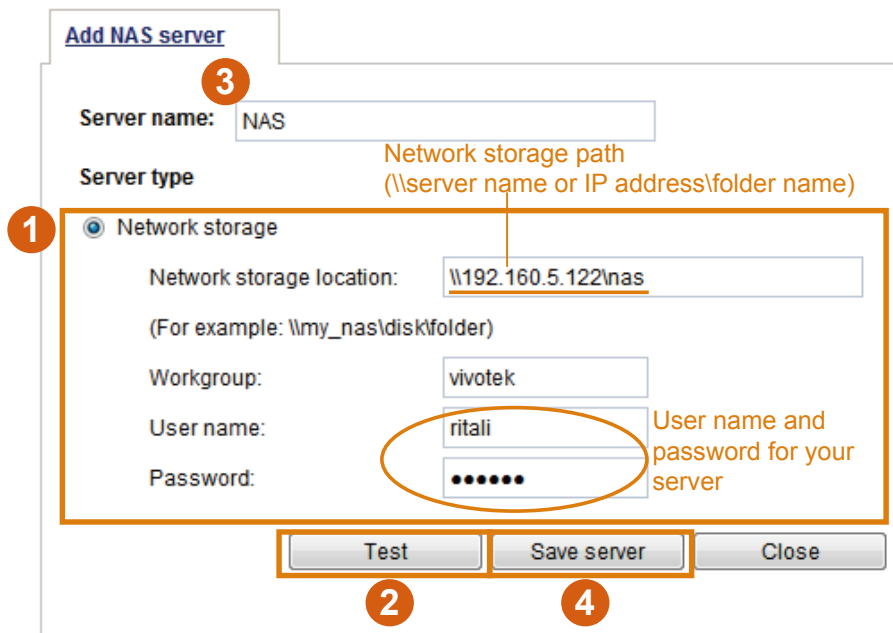 Add NAS server
3
Server name: NAS
Network storage path
Server type (\\server name or IP address\folder name)
1
Network storage
Network storage location: \\192.160.5.122\nas
(For example: \\my_nas\disk\folder)
Workgroup: vivotek
User name: ritali
Password: ●●●●●●
User name and
password for your
server
Test Save server Close
2 4